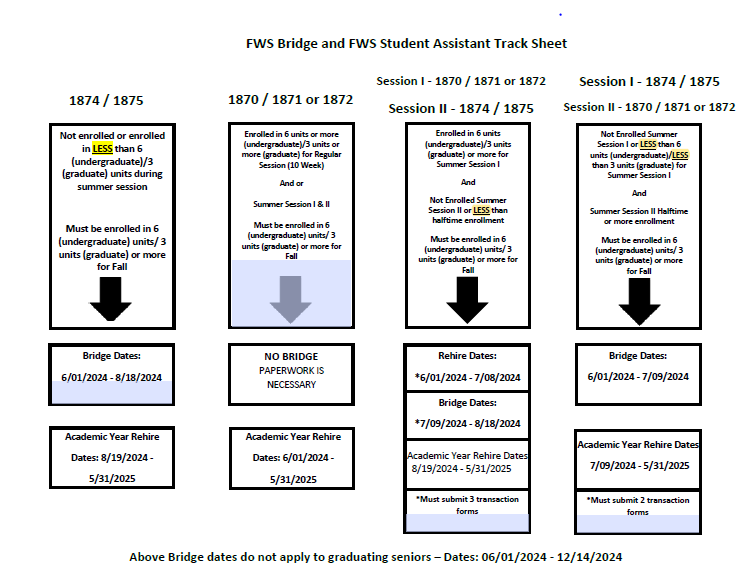 FWS Bridge and FWS Student Assistant Track Sheet
1874 / 1875
Not enrolled or enrolled
in LESS than 6
(undergraduate)/3
(graduate) units during
summer session
Must be enrolled in 6
(undergraduate) units/ 3
units (graduate) or more
for Fall
Bridge Dates:
6/01/2024 - 8/18/2024
Academic Year Rehire
Dates: 8/19/2024 -
5/31/2025
1870 / 1871 or 1872
Enrolled in 6 units or more
(undergraduate)/3 units or
more (graduate) for Regular
Session (10 Week)
And or
Summer Session I & II
Must be enrolled in 6
(undergraduate) units/ 3
units (graduate) or more for
Fall
NO BRIDGE
PAPERWORK IS
NECESSARY
Academic Year Rehire
Dates: 6/01/2024 -
5/31/2025
Session I - 1870 / 1871 or 1872
Session II - 1874 / 1875
Enrolled in 6 units
(undergraduate)/3 units
(graduate) or more for
Summer Session I
And
Not Enrolled Summer
Session II or LESS than
halftime enrollment
Must be enrolled in 6
(undergraduate) units/ 3
units (graduate) or more for
Fall
Rehire Dates:
*6/01/2024 - 7/08/2024
Bridge Dates:
*7/09/2024 - 8/18/2024
Academic Year Rehire Dates
8/19/2024 - 5/31/2025
*Must submit 3 transaction
forms
Session I - 1874 / 1875
Session II - 1870 / 1871 or 1872
Not Enrolled Summer
Session I or LESS than 6
units (undergraduate)/LESS
than 3 units (graduate) for
Summer Session I
And
Summer Session II Halftime
or more enrollment
Must be enrolled in 6
(undergraduate) units/ 3
units (graduate) or more
for Fall
Bridge Dates:
6/01/2024 - 7/09/2024
Academic Year Rehire Dates
7/09/2024 - 5/31/2025
*Must submit 2 transaction
forms
Above Bridge dates do not apply to graduating seniors – Dates: 06/01/2024 - 12/14/2024